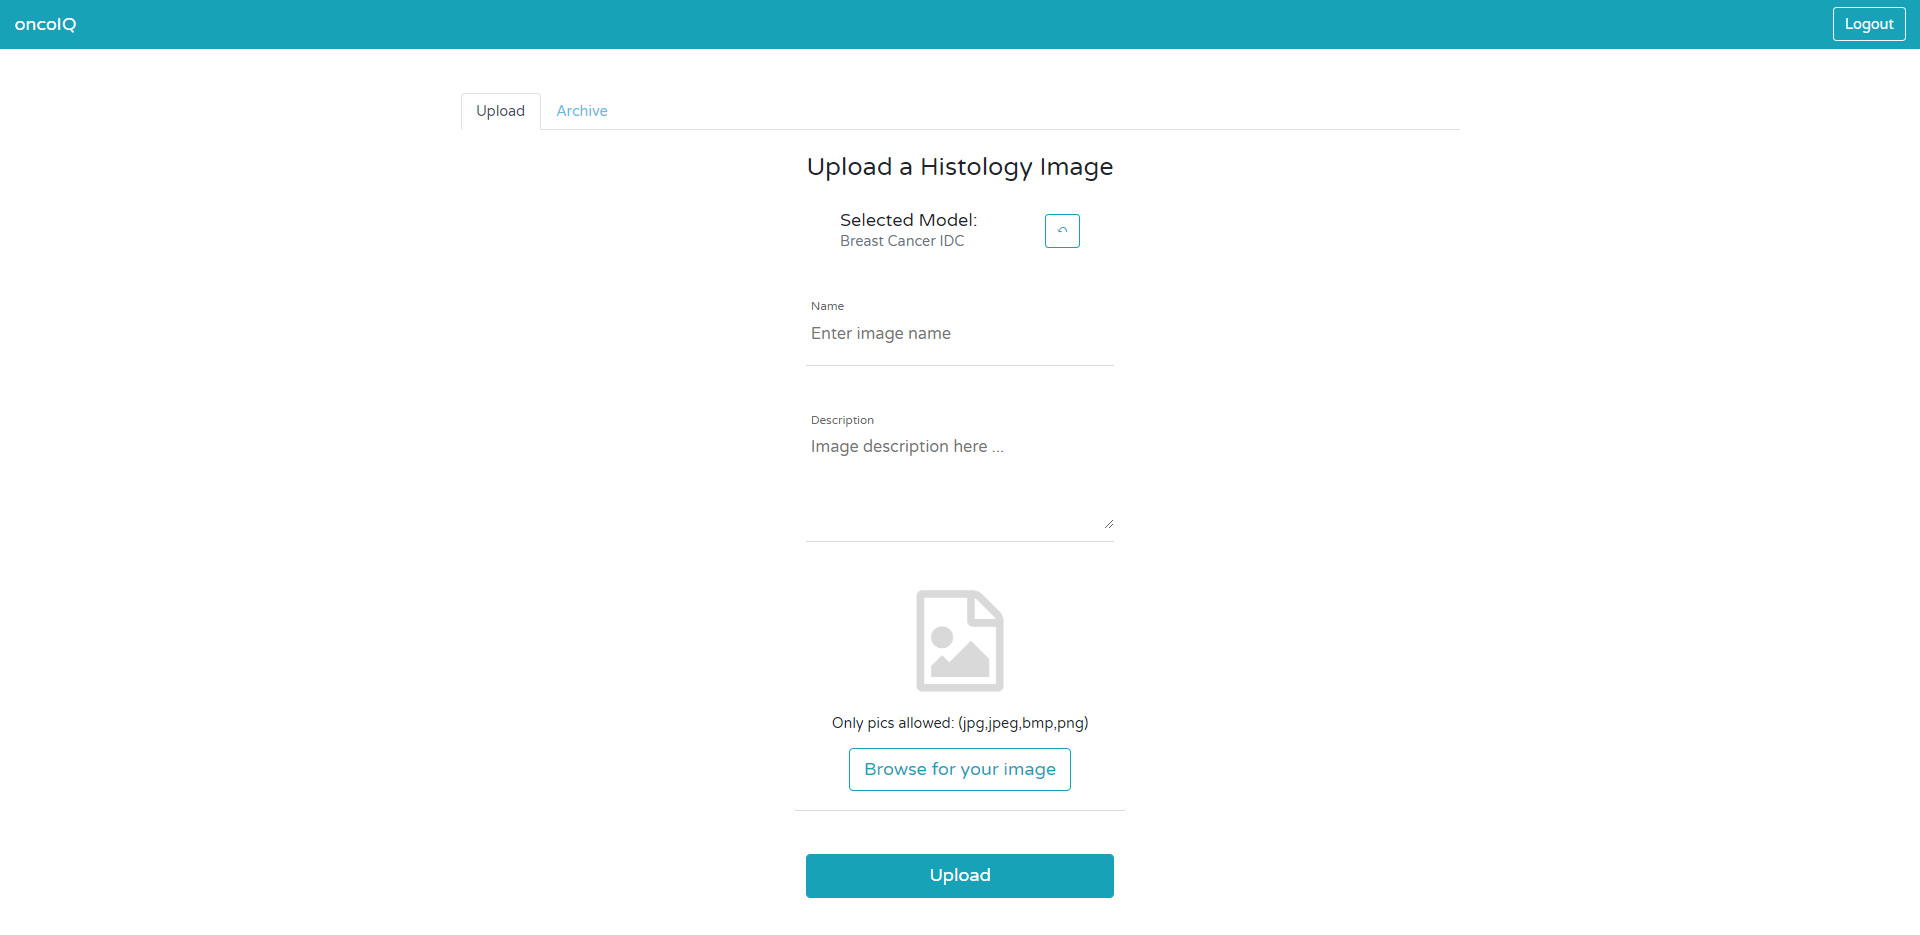 oncoIQ
Logout
Upload
Archive
Upload a Histology Image
Selected Model:
Breast Cancer IDC
Name
Enter image name
Description
Image description here ...
Only pics allowed: (jpg,jpeg,bmp,png)
Browse for your image
Upload